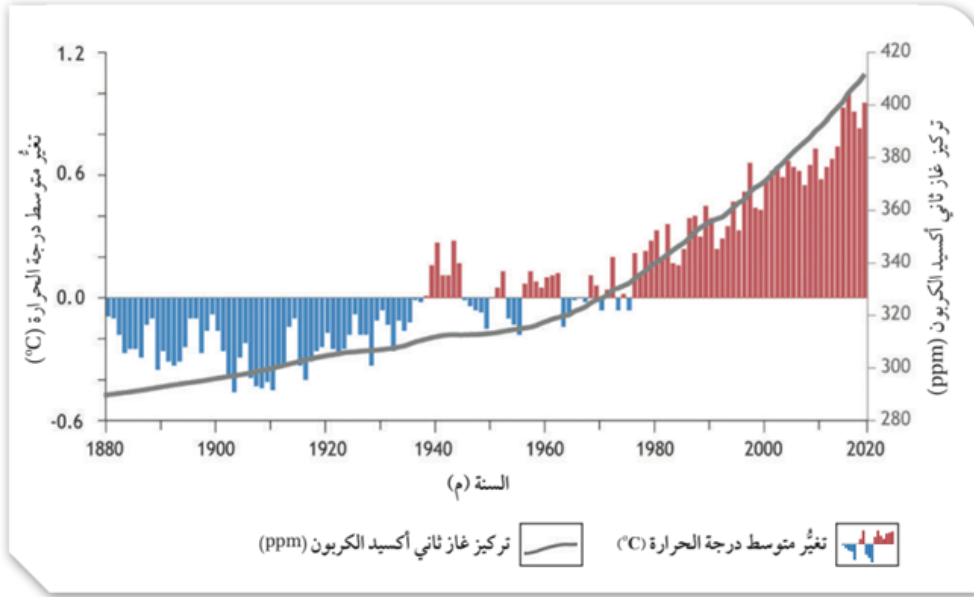 1.2
0.6
0.0
-0.6
تغيُّر متوسط درجة الحرارة (°C)
420
400
380
360
340
320
300
280
تركيز غاز ثاني أكسيد الكربون (ppm)
1880 1900 1920 1940 1960 1980 2000 2020
السنة (م)
تغيُّر متوسط درجة الحرارة (°C)
تركيز غاز ثاني أكسيد الكربون (ppm)